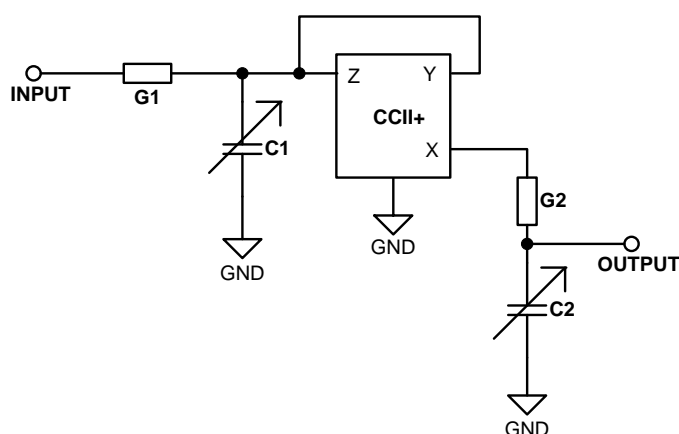 INPUT
G1
C1
GND
Z
Y
CCII+
X
GND
G2
OUTPUT
C2
GND